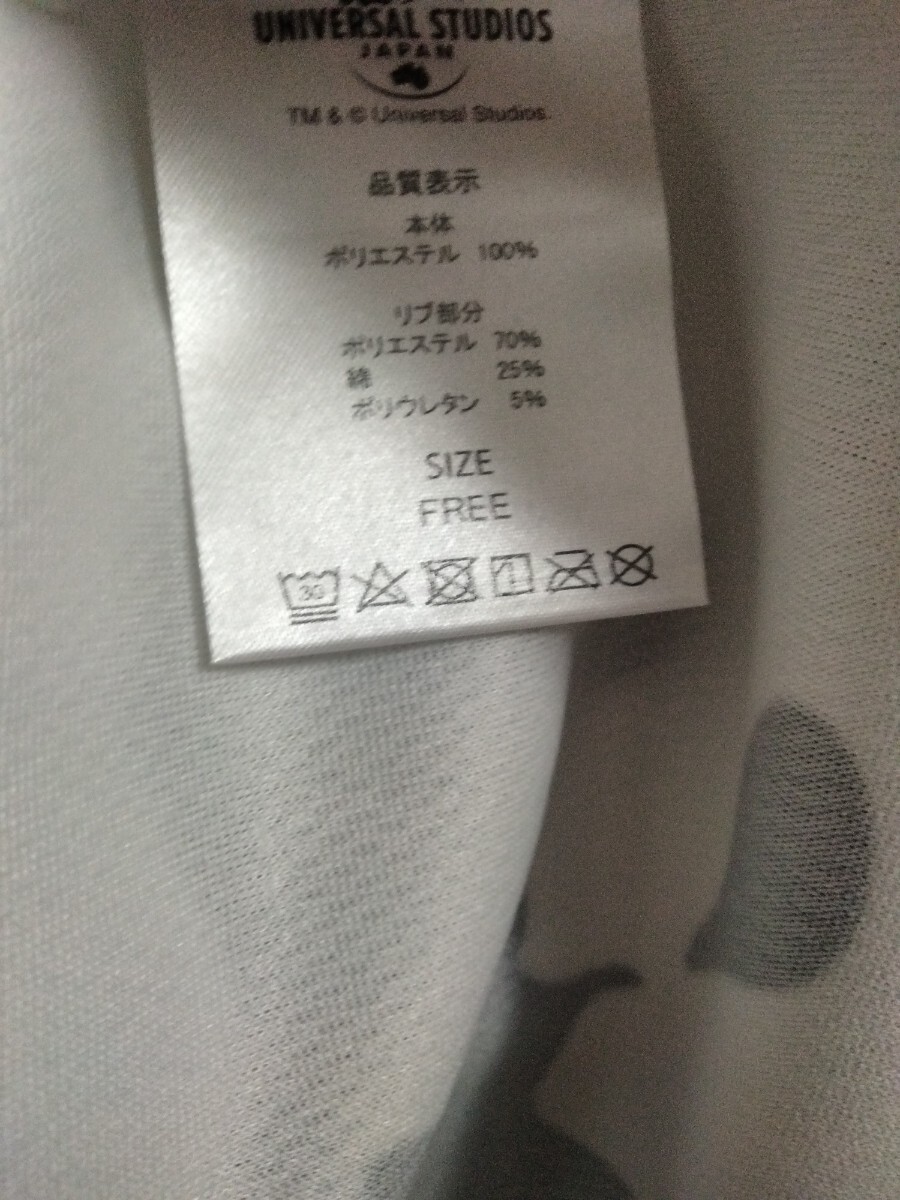 UNIVERSAL STUDIOS
JAPAN
TM & © Universal Studios.
品質表示
本体
ポリエステル 100%
リブ部分
ポリエステル 70%
綿 25%
ポリウレタン 5%
SIZE
FREE
30